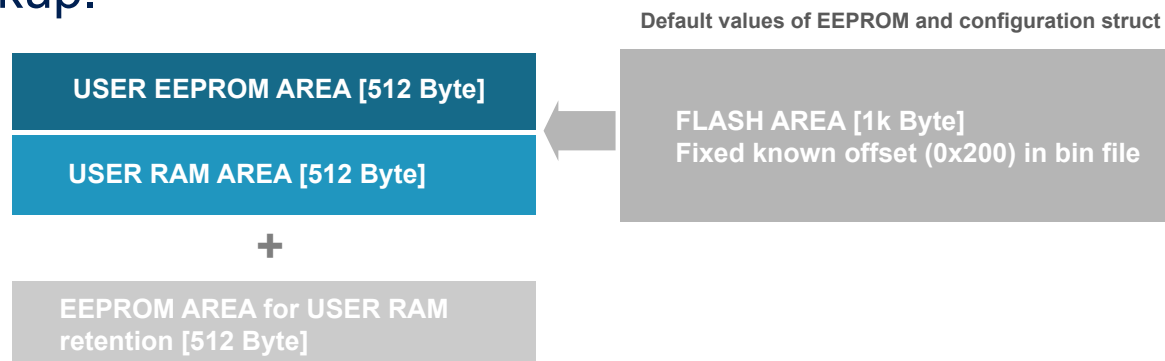 kup:
Default values of EEPROM and configuration struct
USER EEPROM AREA [512 Byte]
USER RAM AREA [512 Byte]
FLASH AREA [1k Byte]
Fixed known offset (0x200) in bin file
+
EEPROM AREA for USER RAM
retention [512 Byte]